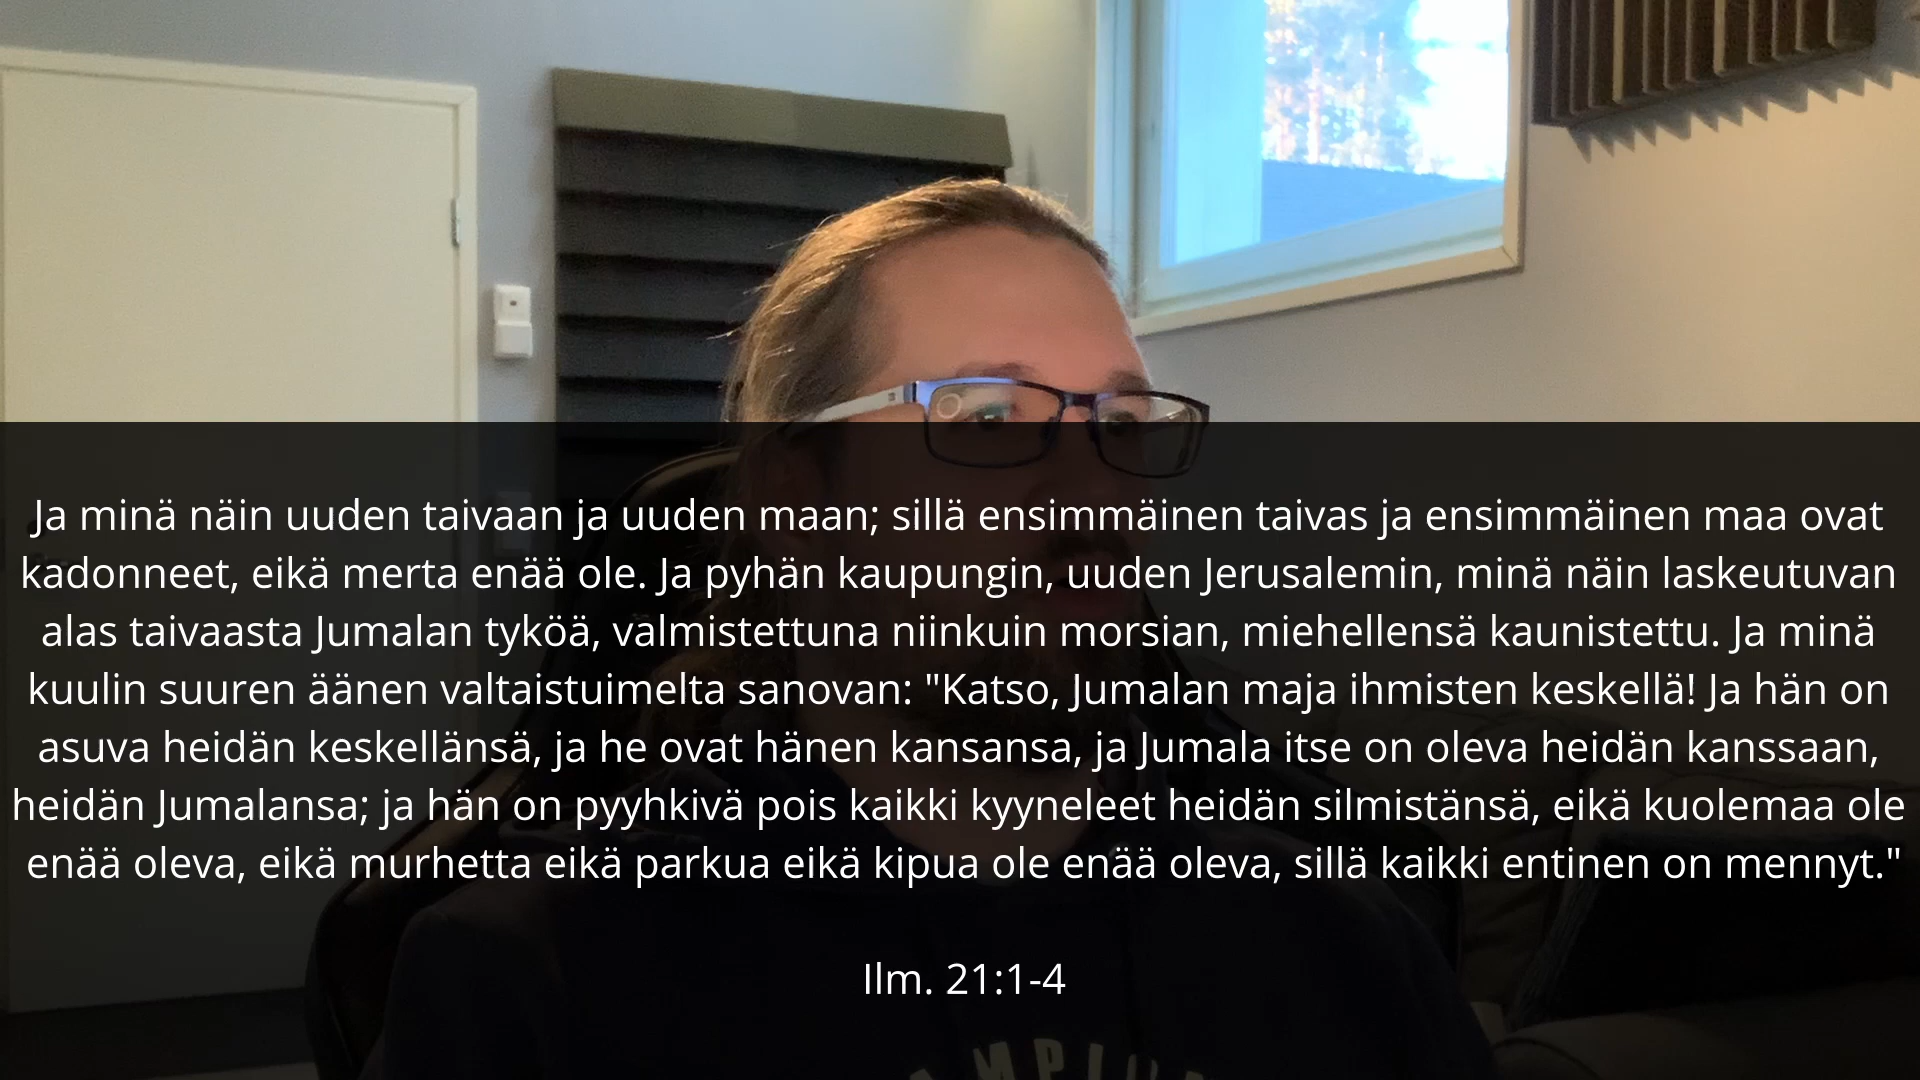 Ja minä näin uuden taivaan ja uuden maan; sillä ensimmäinen taivas ja ensimmäinen maa ovat
kadonneet, eikä merta enää ole. Ja pyhän kaupungin, uuden Jerusalemin, minä näin laskeutuvan
alas taivaasta Jumalan tyköä, valmistettuna niinkuin morsian, miehellensä kaunistettu. Ja minä
kuulin suuren äänen valtaistuimelta sanovan: "Katso, Jumalan maja ihmisten keskellä! Ja hän on
asuva heidän keskellänsä, ja he ovat hänen kansansa, ja Jumala itse on oleva heidän kanssaan,
heidän Jumalansa; ja hän on pyyhkivä pois kaikki kyyneleet heidän silmistänsä, eikä kuolemaa ole
enää oleva, eikä murhetta eikä parkua eikä kipua ole enää oleva, sillä kaikki entinen on mennyt."
Ilm. 21:1-4